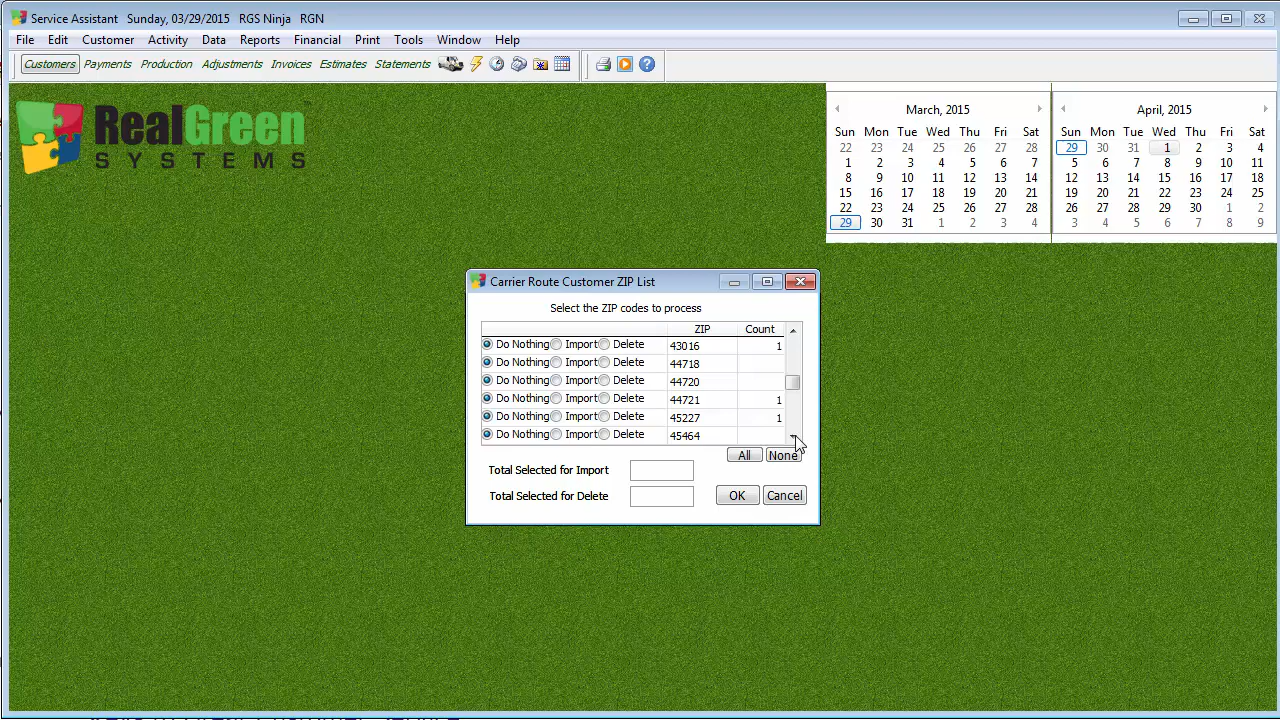 Service Assistant Sunday, 03/29/2015 RGS Ninja RGN
File Edit Customer Activity Data Reports Financial Print Tools Window Help
Customers Payments Production Adjustments Invoices Estimates Statements
RealGreen
SYSTEMS
March, 2015
Sun Mon Tue Wed Thu Fri Sat
22 23 24 25 26 27 28
1 2 3 4 5 6 7
8 9 10 11 12 13 14
15 16 17 18 19 20 21
22 23 24 25 26 27 28
29 30 31 1 2 3 4
April, 2015
Sun Mon Tue Wed Thu Fri Sat
29 30 31 1 2 3 4
5 6 7 8 9 10 11
12 13 14 15 16 17 18
19 20 21 22 23 24 25
26 27 28 29 30 1 2
3 4 5 6 7 8 9
Carrier Route Customer ZIP List
Select the ZIP codes to process
ZIP Count
Do Nothing Import Delete 43016 1
Do Nothing Import Delete 44718
Do Nothing Import Delete 44720
Do Nothing Import Delete 44721 1
Do Nothing Import Delete 45227 1
Do Nothing Import Delete 45464
All None
Total Selected for Import
Total Selected for Delete
OK Cancel